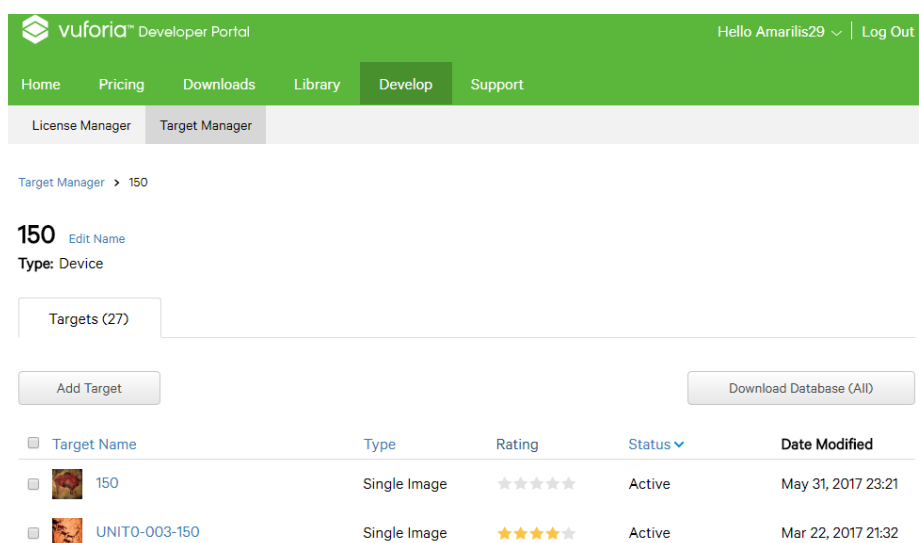 vuforia™ Developer Portal
Hello Amarilis29 | Log Out
Home Pricing Downloads Library Develop Support
License Manager Target Manager
Target Manager > 150
150 Edit Name
Type: Device
Targets (27)
Add Target Download Database (All)
Target Name Type Rating Status Date Modified
150 Single Image Active May 31, 2017 23:21
UNIT0-003-150 Single Image Active Mar 22, 2017 21:32